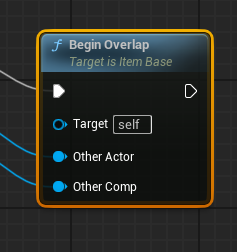 Begin Overlap
Target is Item Base
Target self
Other Actor
Other Comp